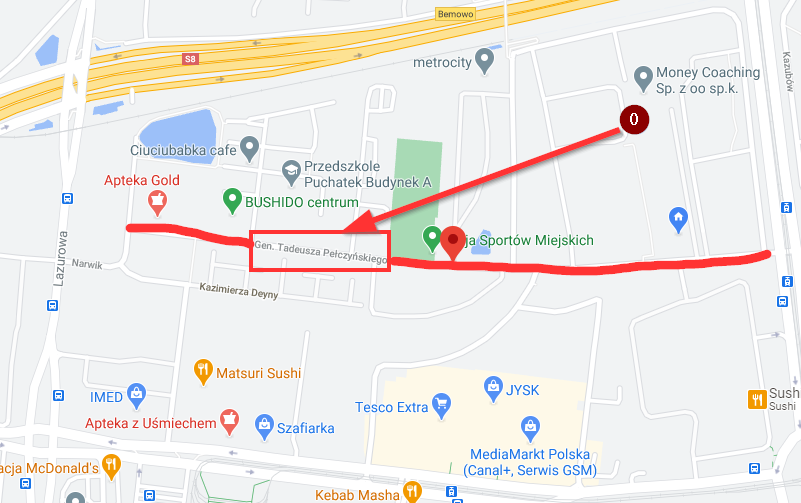 Bemowo
S8
metrocity
Money Coaching
Sp. z oo sp.k.
Kazubów
0
Ciuciubabka cafe
Przedszkole
Puchatek Budynek A
Apteka Gold
BUSHIDO centrum
Gen. Tadeusza Pełczyńskiego
ja Sportów Miejskich
Lazurowa
Narwik
Kazimierza Deyny
Matsuri Sushi
IMED
Apteka z Uśmiechem
Szafiarka
Tesco Extra
JYSK
MediaMarkt Polska
(Canal+, Serwis GSM)
Sush
Sushi
acja McDonald's
Kebab Masha